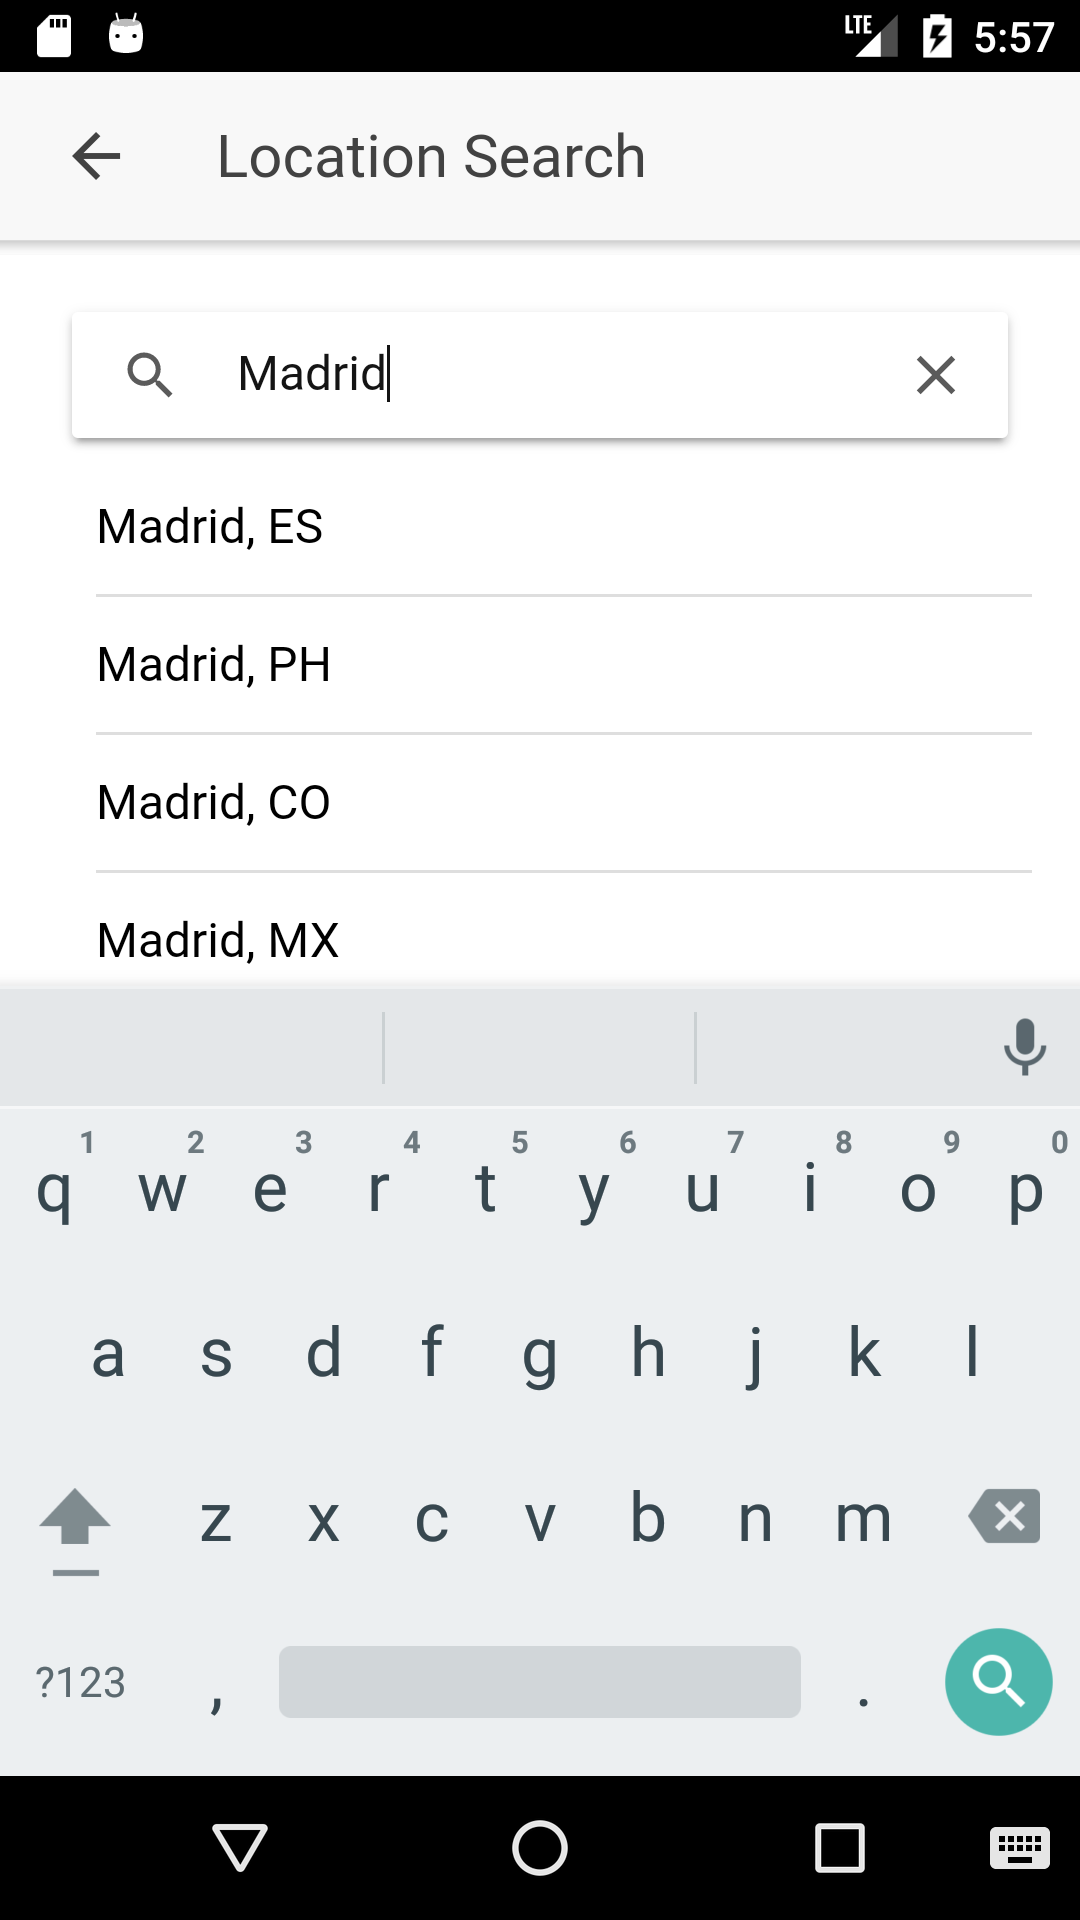 LTE 5:57
Location Search
Madrid
Madrid, ES
Madrid, PH
Madrid, CO
Madrid, MX
1 2 3 4 5 6 7 8 9 0
q w e r t y u i o p
a s d f g h j k l
z x c v b n m
?123 , .